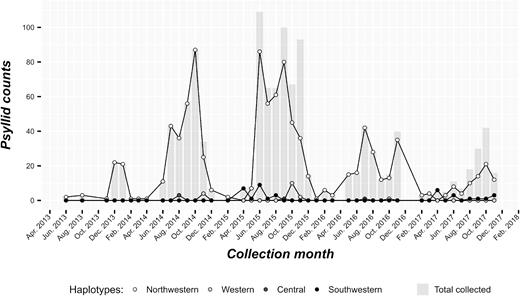 Psyllid counts
100
80
60
40
20
0
Apr. 2013
Jun. 2013
Aug. 2013
Oct. 2013
Dec. 2013
Feb. 2014
Apr. 2014
Jun. 2014
Aug. 2014
Oct. 2014
Dec. 2014
Feb. 2015
Apr. 2015
Jun. 2015
Aug. 2015
Oct. 2015
Dec. 2015
Feb. 2016
Apr. 2016
Jun. 2016
Aug. 2016
Oct. 2016
Dec. 2016
Feb. 2017
Apr. 2017
Jun. 2017
Aug. 2017
Oct. 2017
Dec. 2017
Feb. 2018
Collection month
Haplotypes: Northwestern Western Central Southwestern Total collected